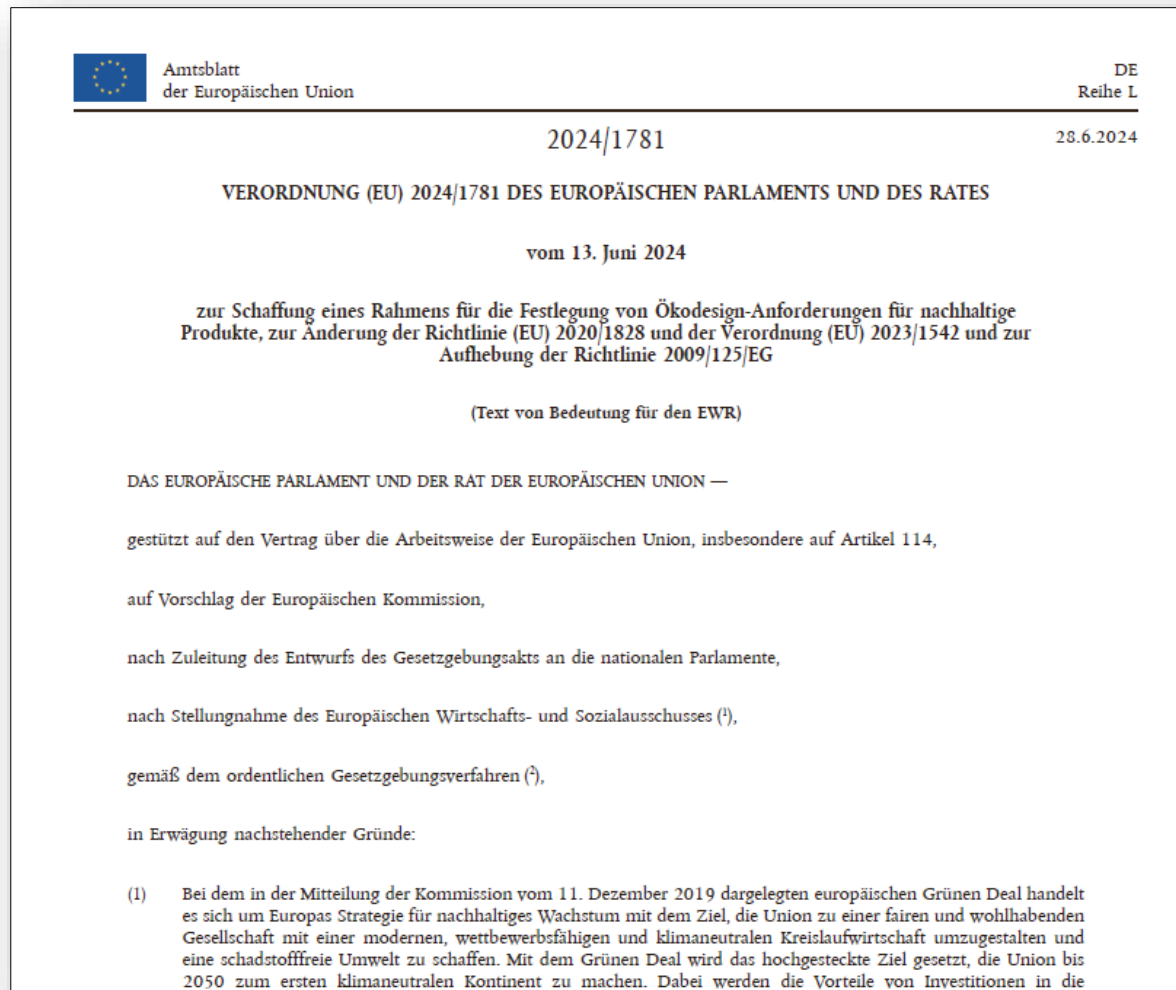 Amtsblatt
der Europäischen Union
DE
Reihe L
2024/1781
28.6.2024
VERORDNUNG (EU) 2024/1781 DES EUROPÄISCHEN PARLAMENTS UND DES RATES
vom 13. Juni 2024
zur Schaffung eines Rahmens für die Festlegung von Ökodesign-Anforderungen für nachhaltige
Produkte, zur Änderung der Richtlinie (EU) 2020/1828 und der Verordnung (EU) 2023/1542 und zur
Aufhebung der Richtlinie 2009/125/EG
(Text von Bedeutung für den EWR)
DAS EUROPÄISCHE PARLAMENT UND DER RAT DER EUROPÄISCHEN UNION —
gestützt auf den Vertrag über die Arbeitsweise der Europäischen Union, insbesondere auf Artikel 114,
auf Vorschlag der Europäischen Kommission,
nach Zuleitung des Entwurfs des Gesetzgebungsakts an die nationalen Parlamente,
nach Stellungnahme des Europäischen Wirtschafts- und Sozialausschusses (¹),
gemäß dem ordentlichen Gesetzgebungsverfahren (²),
in Erwägung nachstehender Gründe:
(1) Bei dem in der Mitteilung der Kommission vom 11. Dezember 2019 dargelegten europäischen Grünen Deal handelt
es sich um Europas Strategie für nachhaltiges Wachstum mit dem Ziel, die Union zu einer fairen und wohlhabenden
Gesellschaft mit einer modernen, wettbewerbsfähigen und klimaneutralen Kreislaufwirtschaft umzugestalten und
eine schadstofffreie Umwelt zu schaffen. Mit dem Grünen Deal wird das hochgesteckte Ziel gesetzt, die Union bis
2050 zum ersten klimaneutralen Kontinent zu machen. Dabei werden die Vorteile von Investitionen in die